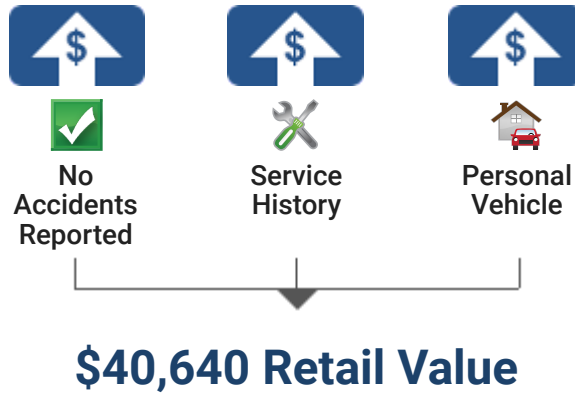 $ $ $
No Accidents Reported
Service History
Personal Vehicle
$40,640 Retail Value